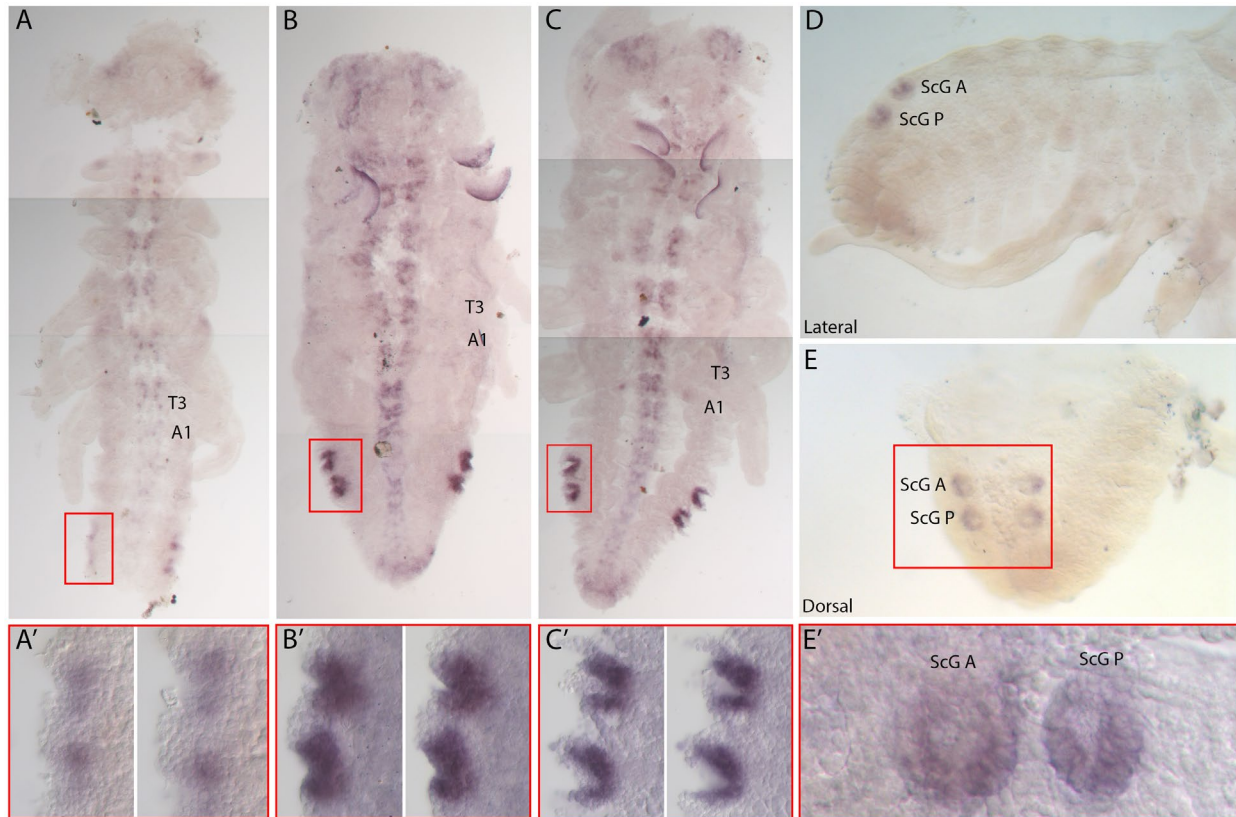 A
B
C
D
ScG A
ScG P
Lateral
T3
A1
T3
A1
T3
A1
E
ScG A
ScG P
Dorsal
A'
B'
C'
E'
ScG A
ScG P